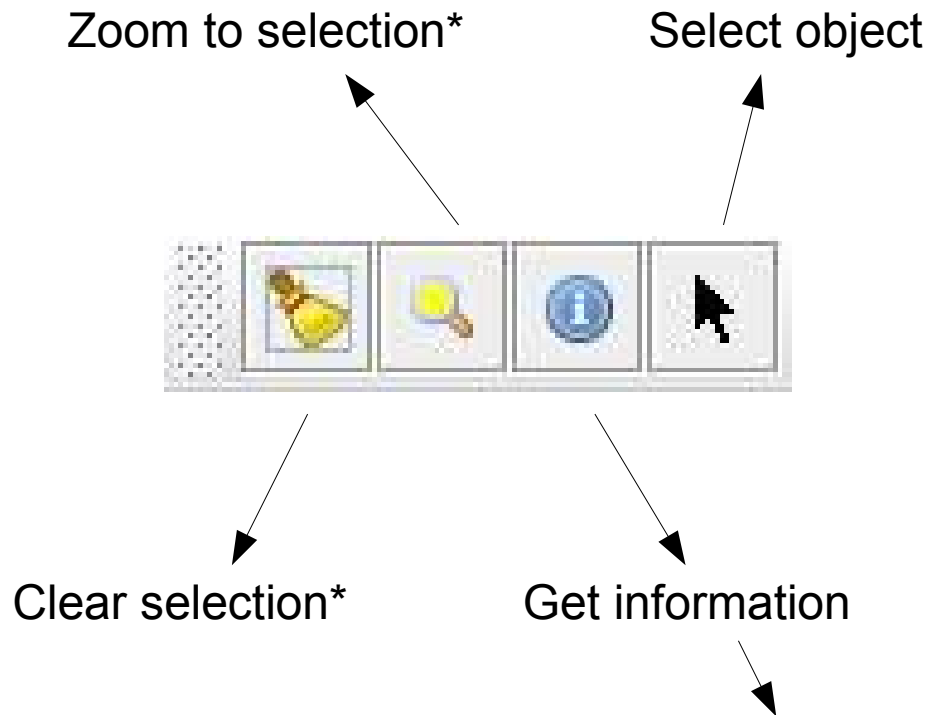 Zoom to selection*
Select object
Clear selection*
Get information